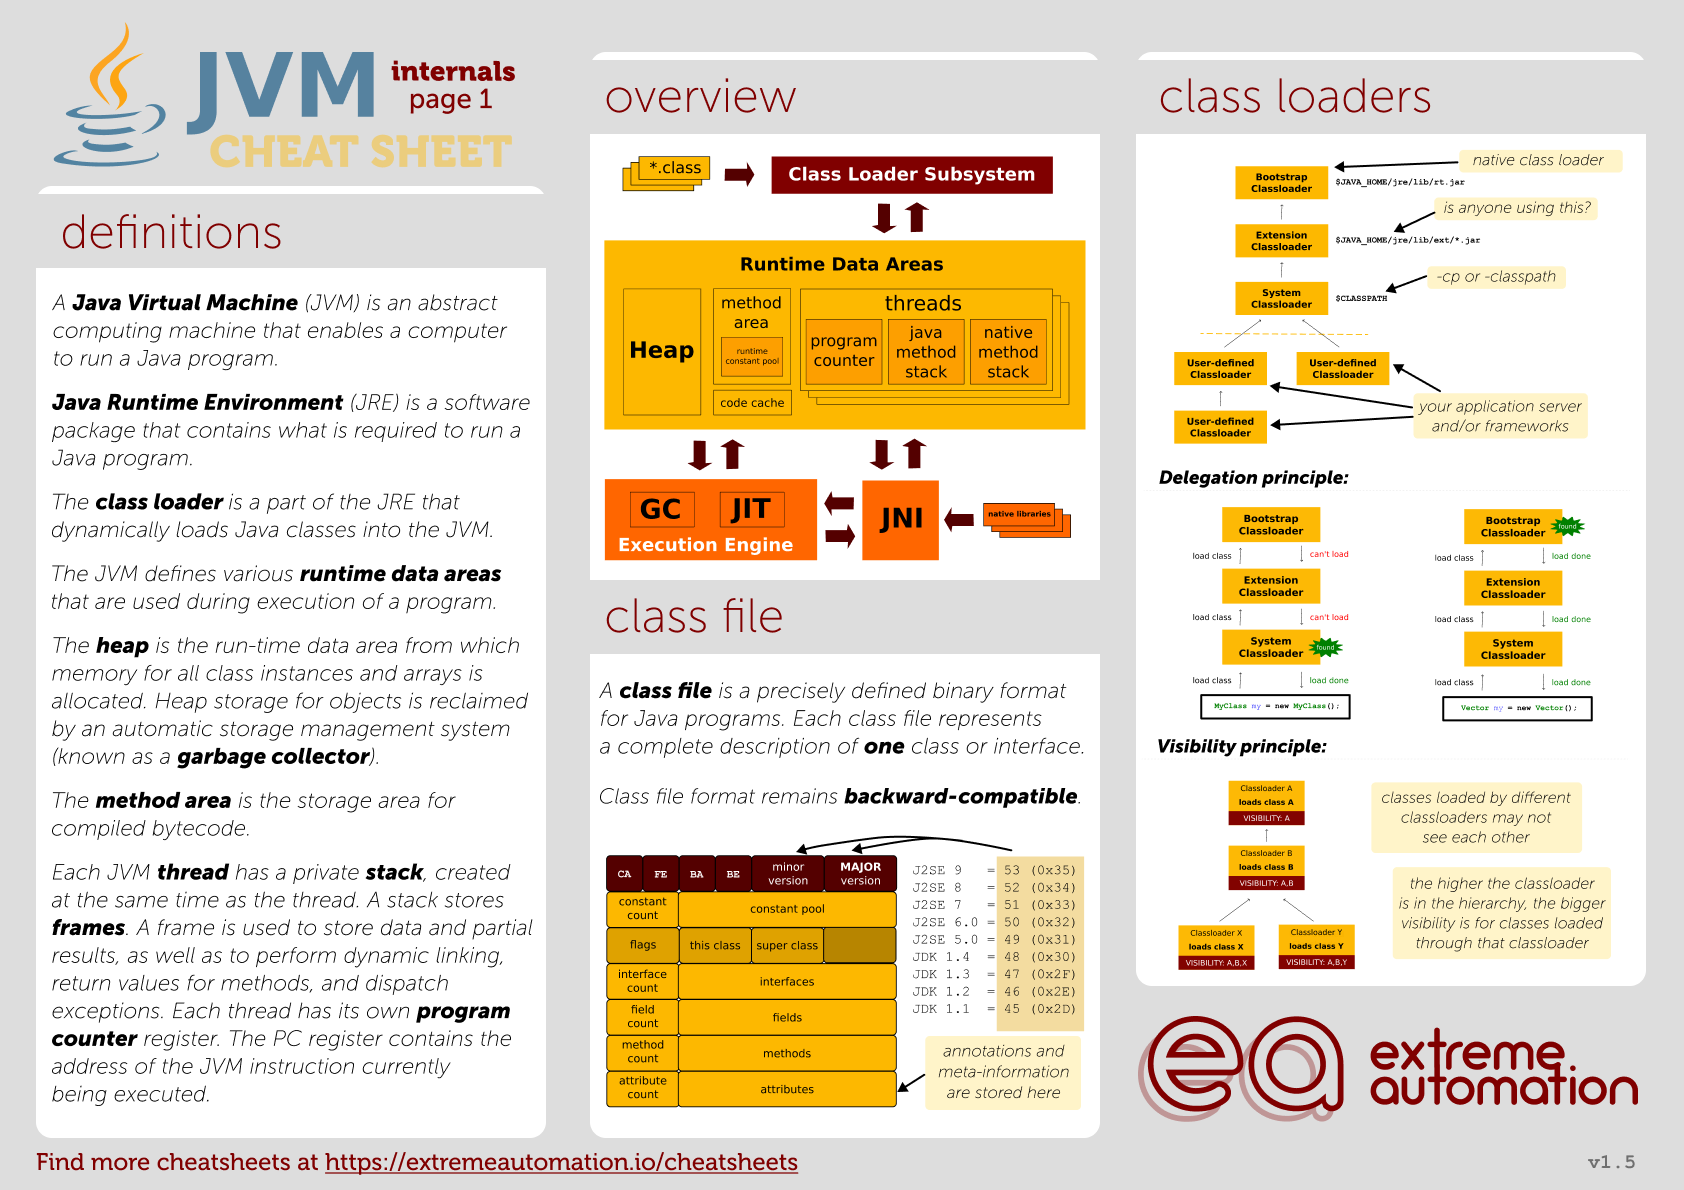 JVM internals
page 1
CHEAT SHEET
definitions
A Java Virtual Machine (JVM) is an abstract
computing machine that enables a computer
to run a Java program.
Java Runtime Environment (JRE) is a software
package that contains what is required to run a
Java program.
The class loader is a part of the JRE that
dynamically loads Java classes into the JVM.
The JVM defines various runtime data areas
that are used during execution of a program.
The heap is the run-time data area from which
memory for all class instances and arrays is
allocated. Heap storage for objects is reclaimed
by an automatic storage management system
(known as a garbage collector).
The method area is the storage area for
compiled bytecode.
Each JVM thread has a private stack, created
at the same time as the thread. A stack stores
frames. A frame is used to store data and partial
results, as well as to perform dynamic linking,
return values for methods, and dispatch
exceptions. Each thread has its own program
counter register. The PC register contains the
address of the JVM instruction currently
being executed.
overview
*.class
Class Loader Subsystem
Runtime Data Areas
Heap
method
area
runtime
constant pool
code cache
threads
program
counter
java
method
stack
native
method
stack
GC
JIT
Execution Engine
JNI
native libraries
class file
A class file is a precisely defined binary format
for Java programs. Each class file represents
a complete description of one class or interface.
Class file format remains backward-compatible.
CA FE BA BE
minor
version
MAJOR
version
constant
count
constant pool
flags
this class
super class
interface
count
interfaces
field
count
fields
method
count
methods
attribute
count
attributes
J2SE 9 = 53 (0x35)
J2SE 8 = 52 (0x34)
J2SE 7 = 51 (0x33)
J2SE 6.0 = 50 (0x32)
J2SE 5.0 = 49 (0x31)
JDK 1.4 = 48 (0x30)
JDK 1.3 = 47 (0x2F)
JDK 1.2 = 46 (0x2E)
JDK 1.1 = 45 (0x2D)
annotations and
meta-information
are stored here
class loaders
native class loader
Bootstrap
Classloader
$JAVA_HOME/jre/lib/rt.jar
is anyone using this?
Extension
Classloader
$JAVA_HOME/jre/lib/ext/*.jar
-cp or -classpath
System
Classloader
$CLASSPATH
User-defined
Classloader
User-defined
Classloader
your application server
and/or frameworks
User-defined
Classloader
Delegation principle:
Bootstrap
Classloader
load class
can't load
Extension
Classloader
load class
can't load
System
Classloader
found
load class
load done
MyClass my = new MyClass();
Bootstrap
Classloader
found
load class
load done
Extension
Classloader
load class
load done
System
Classloader
load class
load done
Vector my = new Vector();
Visibility principle:
Classloader A
loads class A
VISIBILITY: A
Classloader B
loads class B
VISIBILITY: A,B
Classloader X
loads class X
VISIBILITY: A,B,X
Classloader Y
loads class Y
VISIBILITY: A,B,Y
classes loaded by different
classloaders may not
see each other
the higher the classloader
is in the hierarchy, the bigger
visibility is for classes loaded
through that classloader
ea
extreme
automation
Find more cheatsheets at https://extremeautomation.io/cheatsheets
v1.5